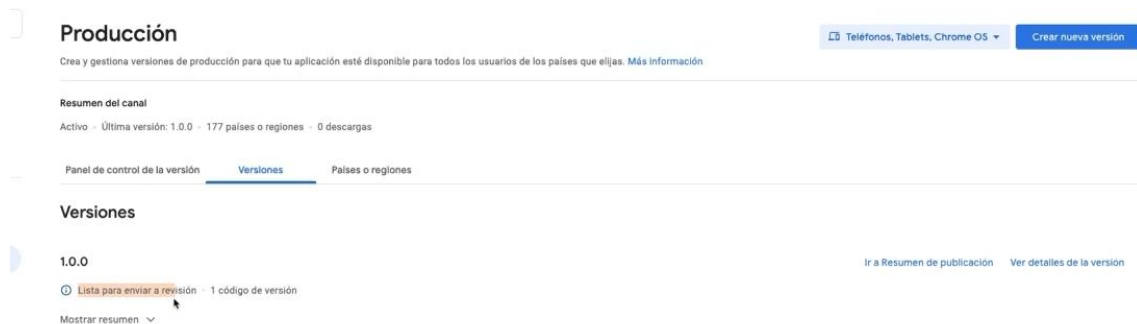 Producción
Teléfonos, Tablets, Chrome OS
Crear nueva versión
Crea y gestiona versiones de producción para que tu aplicación esté disponible para todos los usuarios de los países que elijas. Más información
Resumen del canal
Activo · Última versión: 1.0.0 · 177 países o regiones · 0 descargas
Panel de control de la versión Versiones Países o regiones
Versiones
1.0.0 Ir a Resumen de publicación Ver detalles de la versión
Lista para enviar a revisión · 1 código de versión
Mostrar resumen